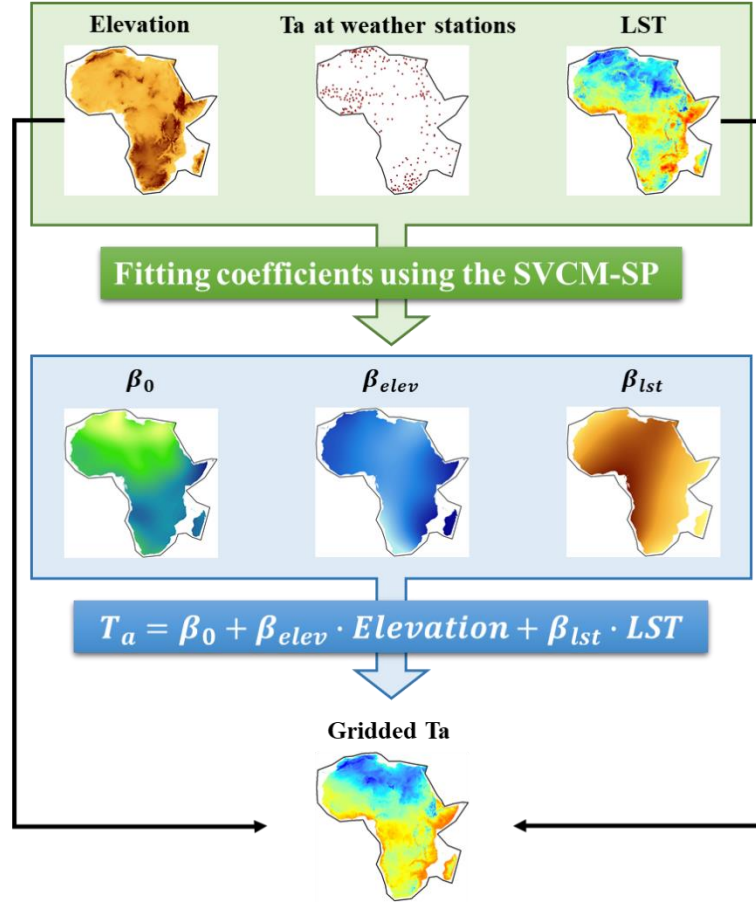 Elevation
Ta at weather stations
LST
Fitting coefficients using the SVCM-SP
β₀
βₑₗₑᵥ
βₗₛₜ
Tₐ = β₀ + βₑₗₑᵥ · Elevation + βₗₛₜ · LST
Gridded Ta